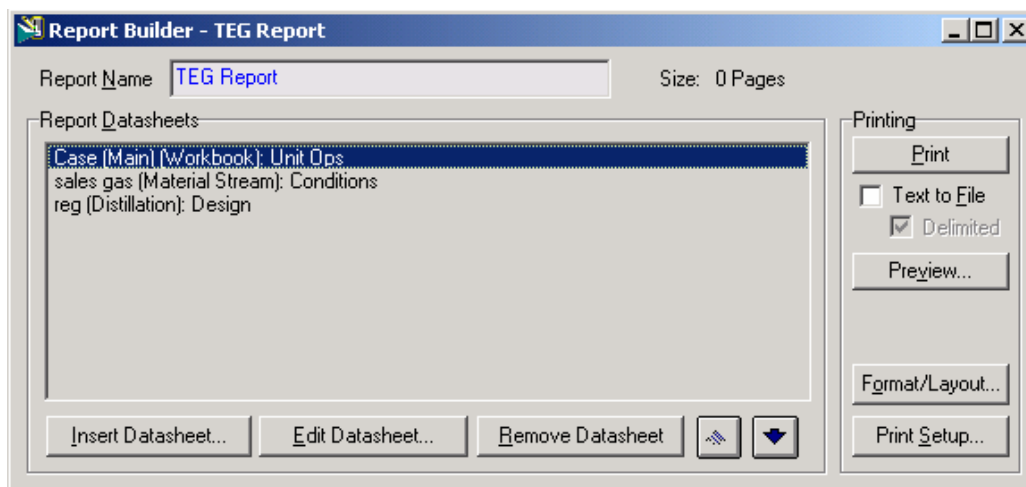 Report Builder - TEG Report
Report Name TEG Report Size: 0 Pages
Report Datasheets
Case (Main) (Workbook): Unit Ops
sales gas (Material Stream): Conditions
reg (Distillation): Design
Insert Datasheet... Edit Datasheet... Remove Datasheet
Printing
Print
Text to File
Delimited
Preview...
Format/Layout...
Print Setup...